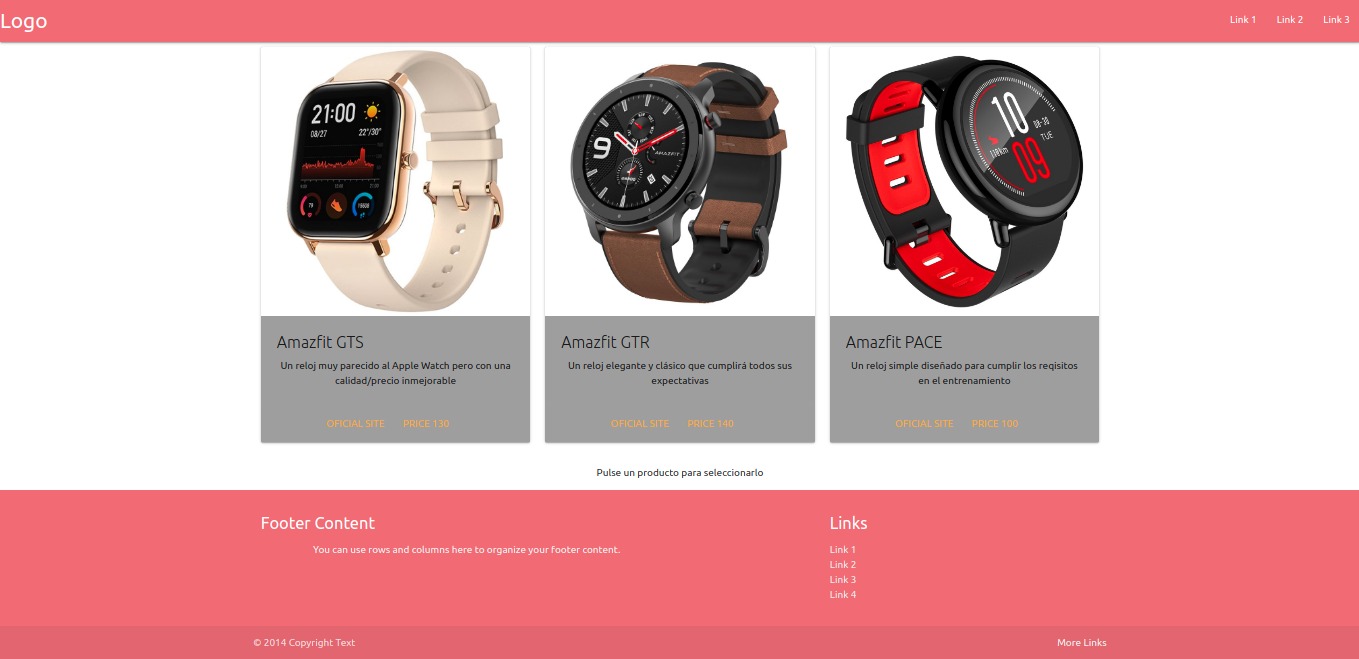 Logo
Link 1 Link 2 Link 3
21:00
08/27 22°/30°
9
AMAZFIT
10
08-20
TUE
09
Amazfit GTS
Un reloj muy parecido al Apple Watch pero con una
calidad/precio inmejorable
OFICIAL SITE PRICE 130
Amazfit GTR
Un reloj elegante y clásico que cumplirá todos sus
expectativas
OFICIAL SITE PRICE 140
Amazfit PACE
Un reloj simple diseñado para cumplir los reqisitos
en el entrenamiento
OFICIAL SITE PRICE 100
Pulse un producto para seleccionarlo
Footer Content
You can use rows and columns here to organize your footer content.
Links
Link 1
Link 2
Link 3
Link 4
© 2014 Copyright Text
More Links